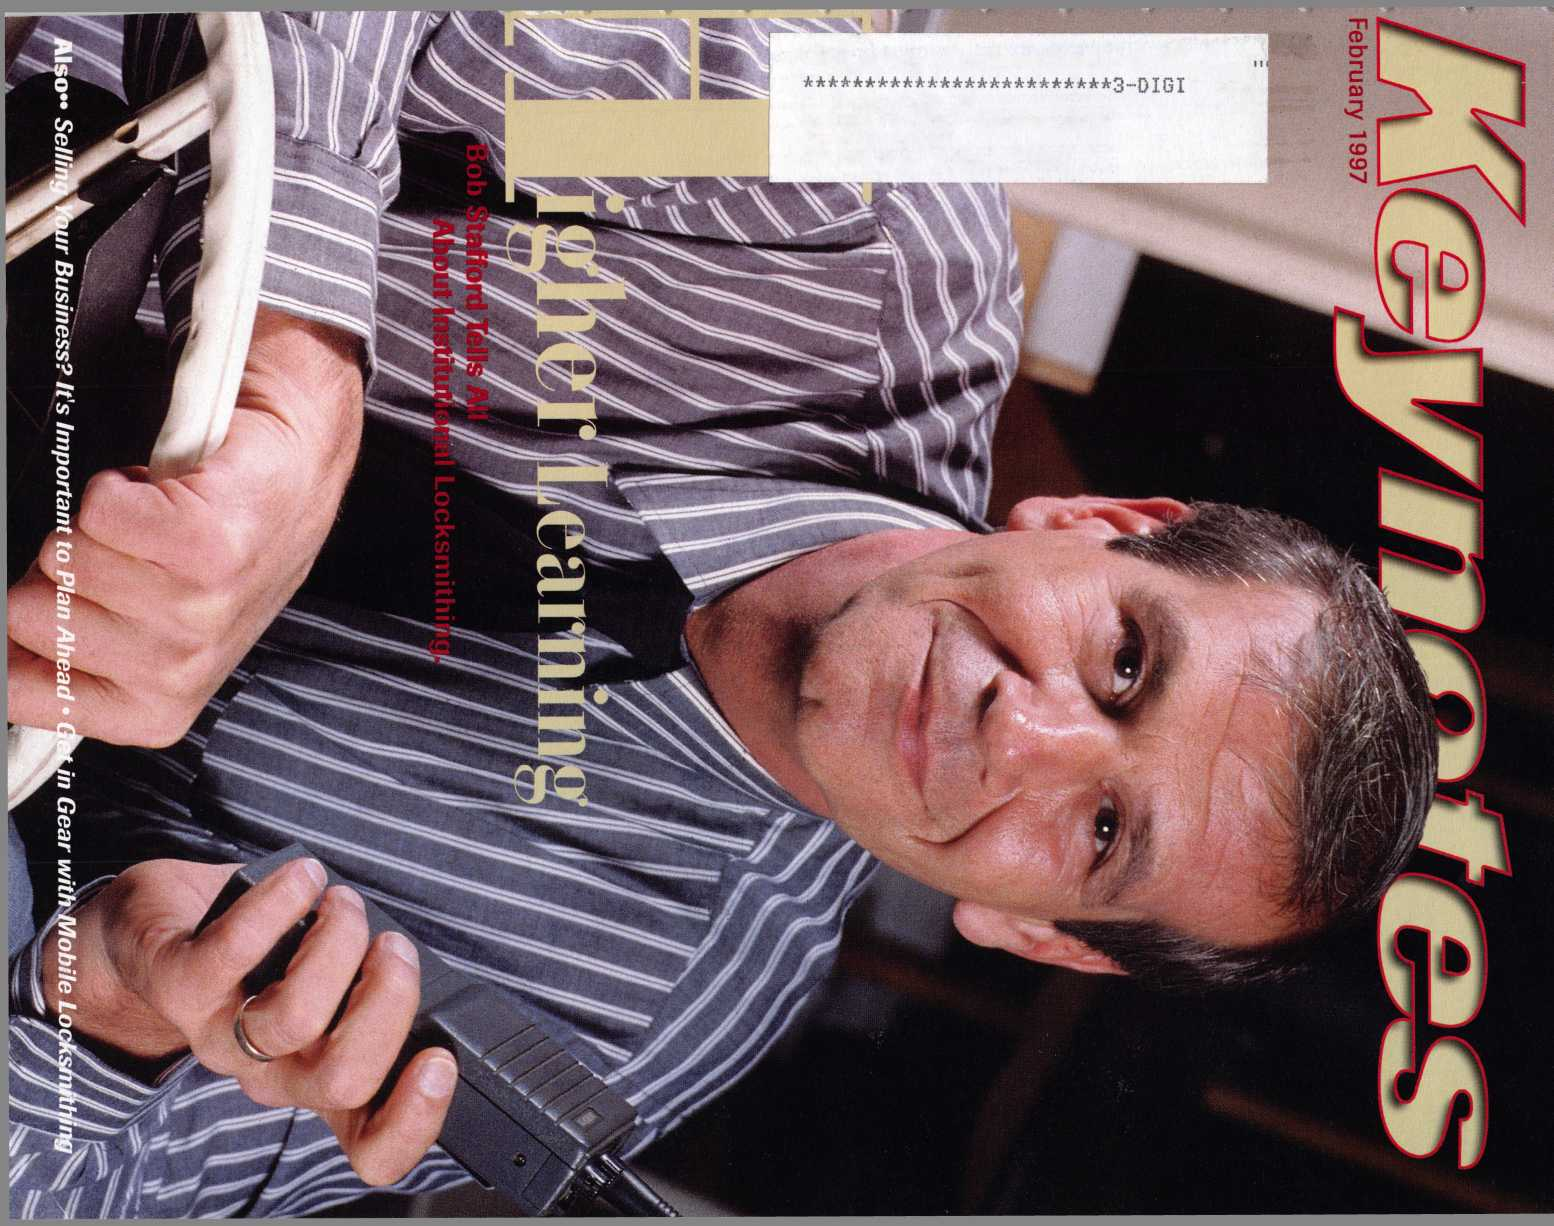 Keynotes
February 1997
***************************3-DIGI
Higher Learning
Bob Stafford Tells All
About Institutional Locksmithing.
Also•• Selling Your Business? It's Important to Plan Ahead • Get in Gear with Mobile Locksmithing